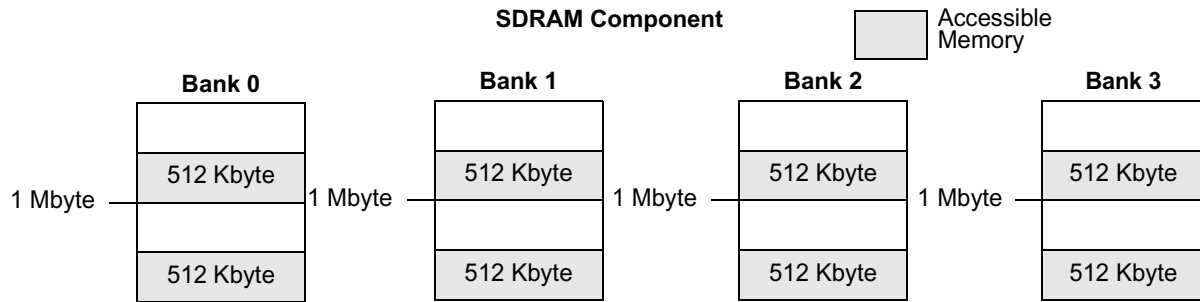 SDRAM Component
Accessible
Memory
Bank 0 Bank 1 Bank 2 Bank 3
512 Kbyte 512 Kbyte 512 Kbyte 512 Kbyte
1 Mbyte 1 Mbyte 1 Mbyte 1 Mbyte
512 Kbyte 512 Kbyte 512 Kbyte 512 Kbyte